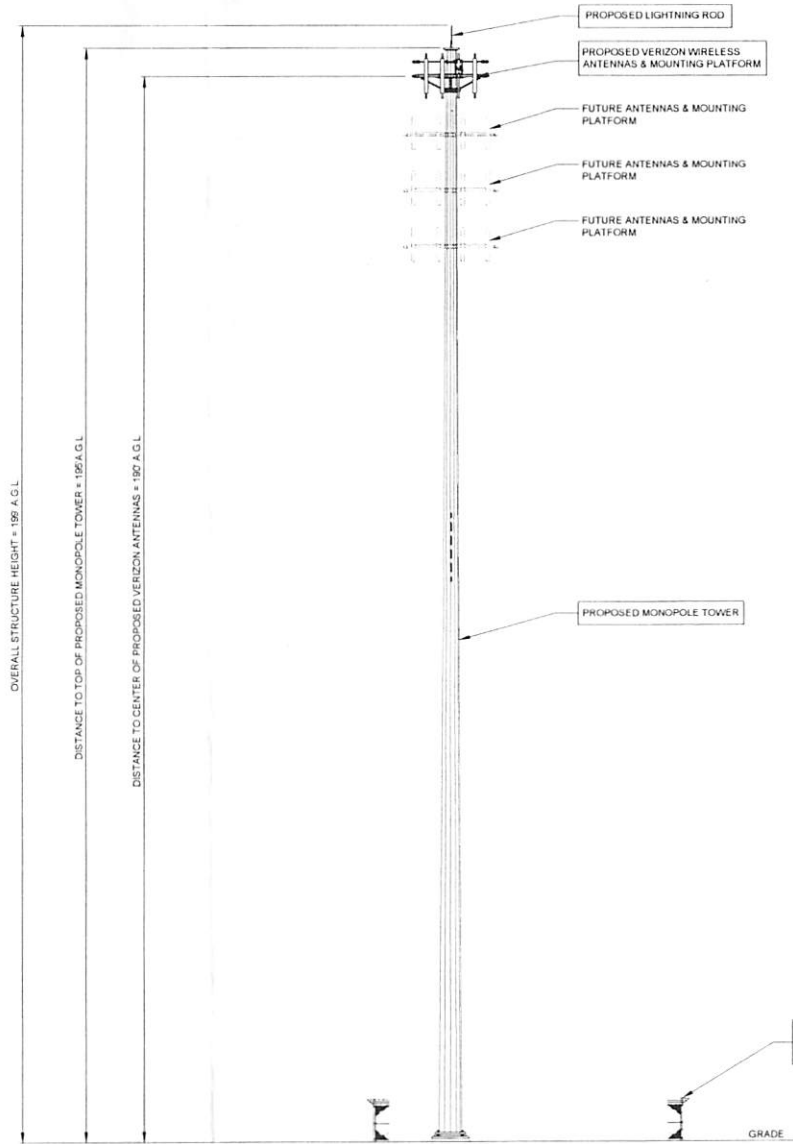 PROPOSED LIGHTNING ROD
PROPOSED VERIZON WIRELESS
ANTENNAS & MOUNTING PLATFORM
FUTURE ANTENNAS & MOUNTING
PLATFORM
FUTURE ANTENNAS & MOUNTING
PLATFORM
FUTURE ANTENNAS & MOUNTING
PLATFORM
OVERALL STRUCTURE HEIGHT = 199' A.G.L
DISTANCE TO TOP OF PROPOSED MONOPOLE TOWER = 195' A.G.L
DISTANCE TO CENTER OF PROPOSED VERIZON ANTENNAS = 190' A.G.L
PROPOSED MONOPOLE TOWER
GRADE